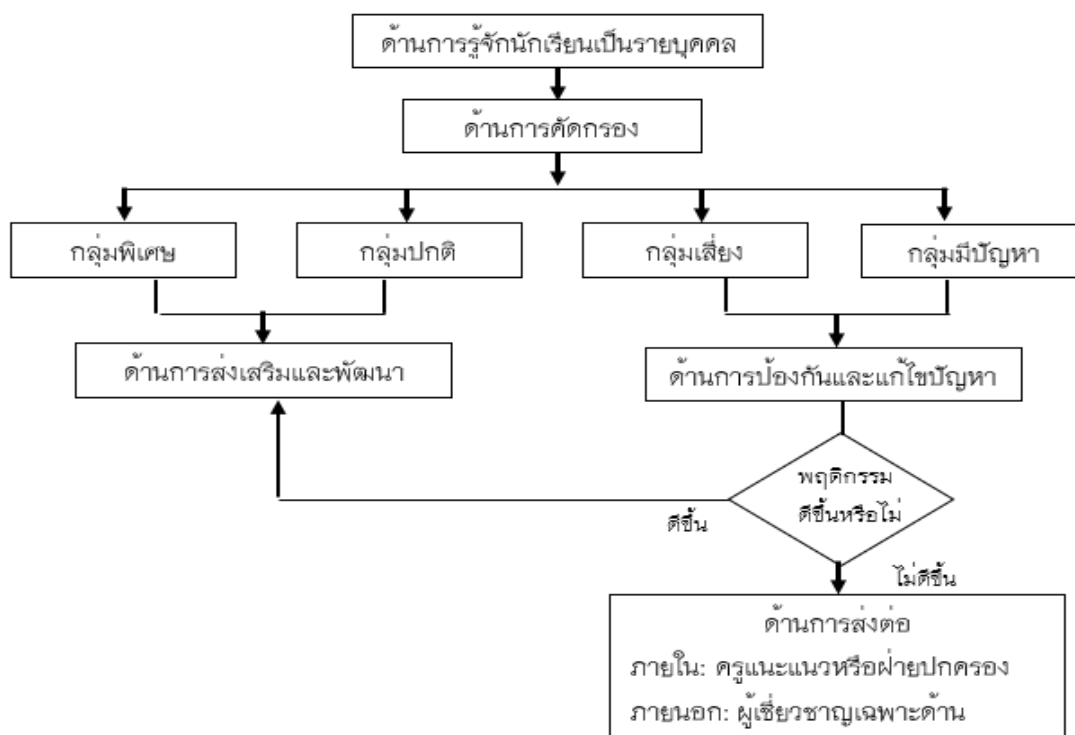 ด้านการรู้จักนักเรียนเป็นรายบุคคล
ด้านการคัดกรอง
กลุ่มพิเศษ
กลุ่มปกติ
กลุ่มเสี่ยง
กลุ่มมีปัญหา
ด้านการส่งเสริมและพัฒนา
ด้านการป้องกันและแก้ไขปัญหา
พฤติกรรม
ดีขึ้นหรือไม่
ดีขึ้น
ไม่ดีขึ้น
ด้านการส่งต่อ
ภายใน: ครูแนะแนวหรือฝ่ายปกครอง
ภายนอก: ผู้เชี่ยวชาญเฉพาะด้าน